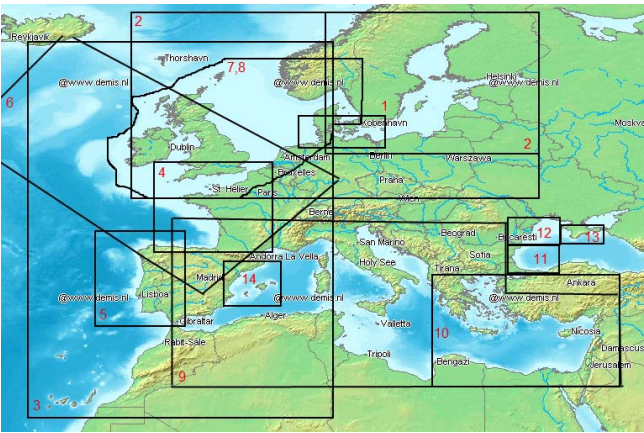 Reykjavik
2
Thorshavn
7,8
@www.demis.nl
@www.demis.nl
Helsinki
@www.demis.nl
6
1
København
Moskva
Dublin
Amsterdam
Berlin
Warszawa
2
4
Bruxelles
St. Helier
Paris
Praha
Wien
Berne
San Marino
Beograd
Bucaresti
12
13
Andorra La Vella
Holy See
Sofia
11
Madrid
14
Tirana
Ankara
@www.demis.nl
Lisboa
@www.demis.nl
@www.demis.nl
5
Gibraltar
Alger
Valletta
Nicosia
10
Rabit-Sale
Tripoli
Bengazi
Damascus
Jerusalem
9
3